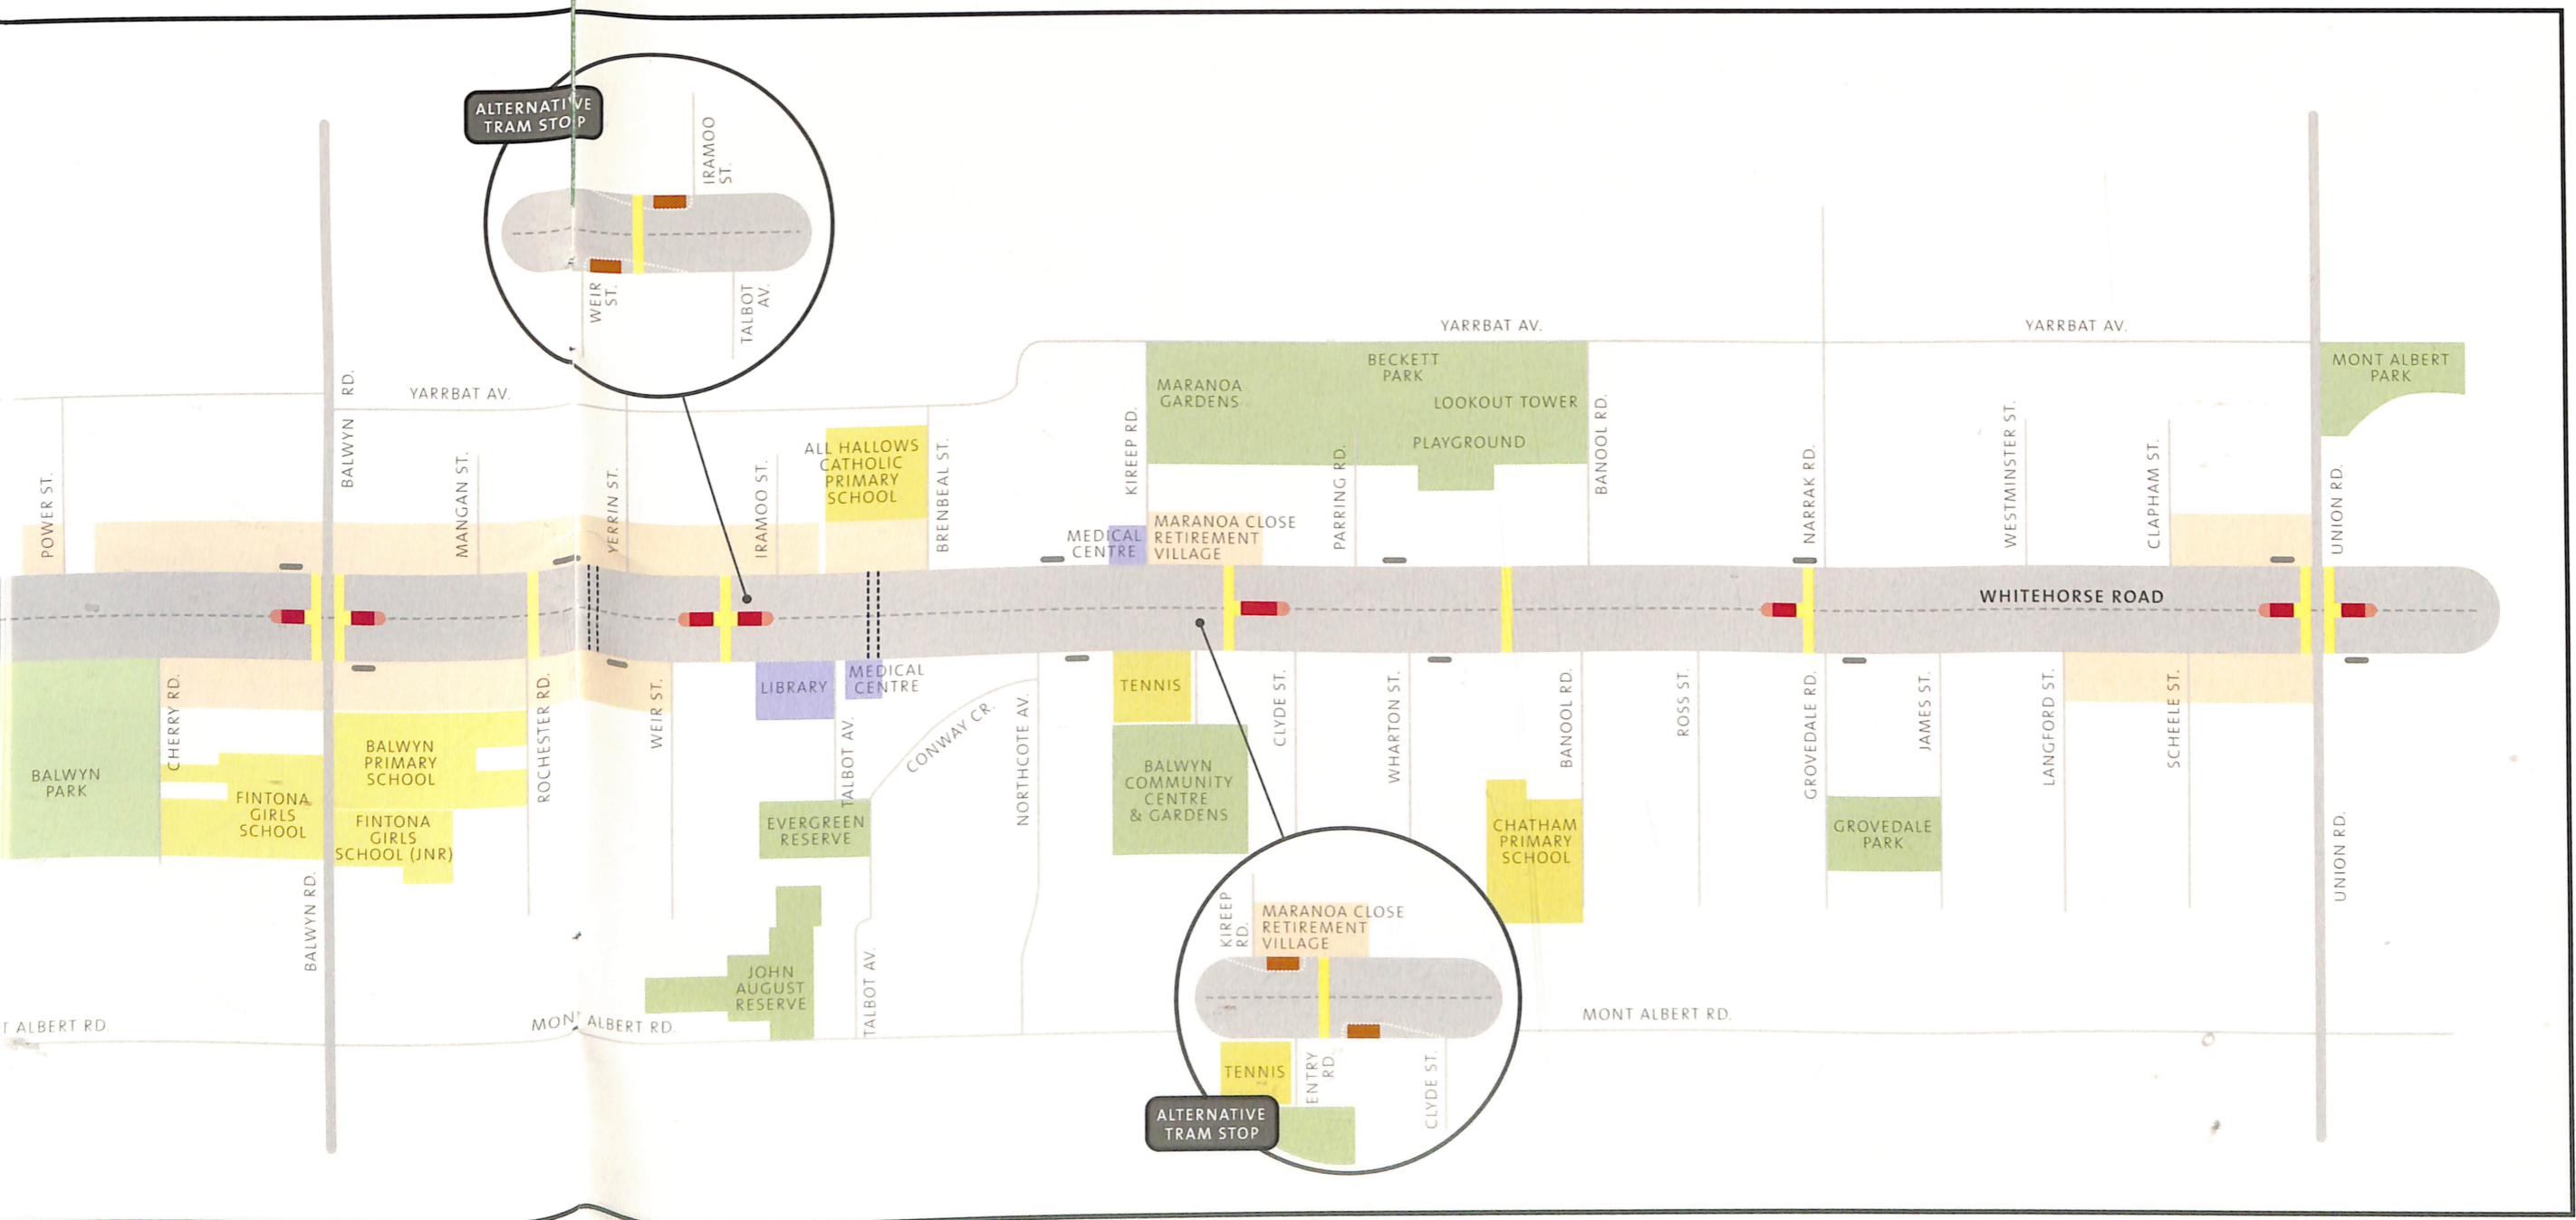 ALTERNATIVE
TRAM STOP
IRAMOO
ST.
WEIR
ST.
TALBOT
AV.
YARRBAT AV.
YARRBAT AV.
YARRBAT AV.
BALWYN RD.
POWER ST.
MANGAN ST.
YERRIN ST.
IRAMOO ST.
ALL HALLOWS
CATHOLIC
PRIMARY
SCHOOL
BRENBEAL ST.
KIREEP RD.
MARANOA
GARDENS
BECKETT
PARK
LOOKOUT TOWER
PLAYGROUND
PARRING RD.
BANOOL RD.
NARRAK RD.
WESTMINSTER ST.
CLAPHAM ST.
UNION RD.
MONT ALBERT
PARK
MEDICAL
CENTRE
MARANOA CLOSE
RETIREMENT
VILLAGE
WHITEHORSE ROAD
BALWYN
PARK
CHERRY RD.
FINTONA
GIRLS
SCHOOL
BALWYN
PRIMARY
SCHOOL
FINTONA
GIRLS
SCHOOL (JNR)
BALWYN RD.
ROCHESTER RD.
WEIR ST.
LIBRARY
MEDICAL
CENTRE
TALBOT AV.
CONWAY CR.
NORTHCOTE AV.
EVERGREEN
RESERVE
JOHN
AUGUST
RESERVE
TALBOT AV.
TENNIS
BALWYN
COMMUNITY
CENTRE
& GARDENS
CLYDE ST.
WHARTON ST.
CHATHAM
PRIMARY
SCHOOL
BANOOL RD.
ROSS ST.
GROVEDALE RD.
GROVEDALE
PARK
JAMES ST.
LANGFORD ST.
SCHEELE ST.
UNION RD.
T ALBERT RD.
MONT ALBERT RD.
MONT ALBERT RD.
KIREEP
RD.
MARANOA CLOSE
RETIREMENT
VILLAGE
TENNIS
ENTRY
RD.
CLYDE ST.
ALTERNATIVE
TRAM STOP